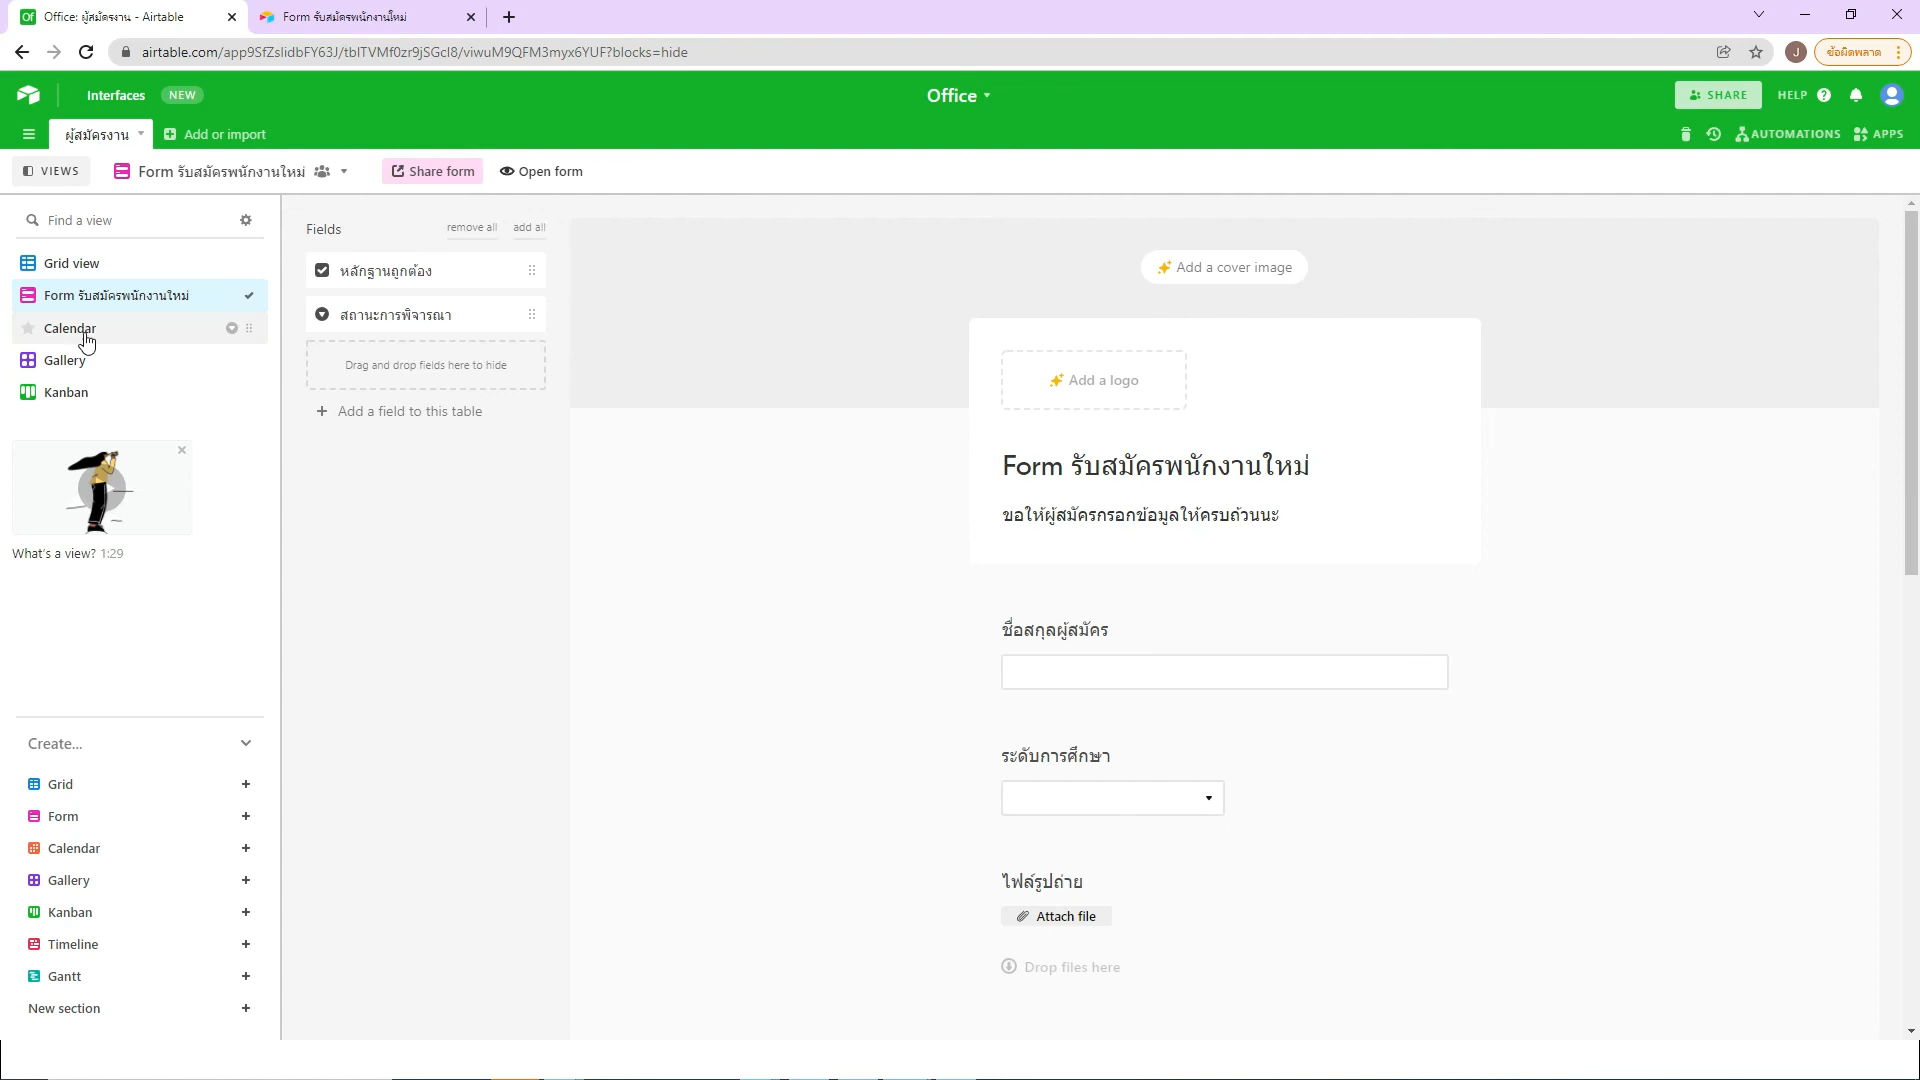 Office: ผู้สมัครงาน - Airtable
Form รับสมัครพนักงานใหม่
airtable.com/app9SfZslidbFY63J/tblTVMf0zr9jSGcl8/viwuM9QFM3myx6YUF?blocks=hide
J
ข้อผิดพลาด
Interfaces NEW
Office
SHARE
HELP
ผู้สมัครงาน
Add or import
AUTOMATIONS
APPS
VIEWS
Form รับสมัครพนักงานใหม่
Share form
Open form
Find a view
Grid view
Form รับสมัครพนักงานใหม่
Calendar
Gallery
Kanban
What's a view? 1:29
Create...
Grid
Form
Calendar
Gallery
Kanban
Timeline
Gantt
New section
Fields
remove all
add all
หลักฐานถูกต้อง
สถานะการพิจารณา
Drag and drop fields here to hide
Add a field to this table
Add a cover image
Add a logo
Form รับสมัครพนักงานใหม่
ขอให้ผู้สมัครกรอกข้อมูลให้ครบถ้วนนะ
ชื่อสกุลผู้สมัคร
ระดับการศึกษา
ไฟล์รูปถ่าย
Attach file
Drop files here